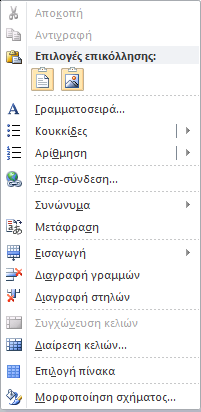 Αποκοπή
Αντιγραφή
Επιλογές επικόλλησης:
Γραμματοσειρά...
Κουκκίδες
Αρίθμηση
Υπερ-σύνδεση...
Συνώνυμα
Μετάφραση
Εισαγωγή
Διαγραφή γραμμών
Διαγραφή στηλών
Συγχώνευση κελιών
Διαίρεση κελιών...
Επιλογή πίνακα
Μορφοποίηση σχήματος...